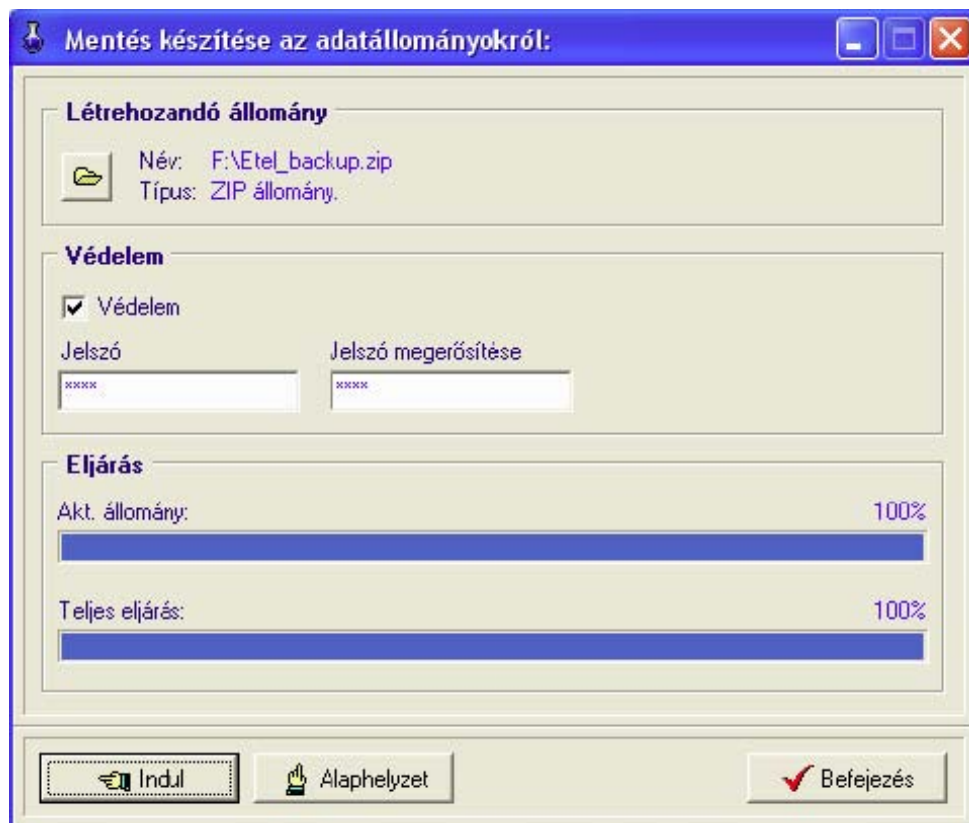 Mentés készítése az adatállományokról:
Létrehozandó állomány
Név: F:\Etel_backup.zip
Típus: ZIP állomány.
Védelem
Védelem
Jelszó Jelszó megerősítése
**** ****
Eljárás
Akt. állomány: 100%
Teljes eljárás: 100%
Indul Alaphelyzet Befejezés